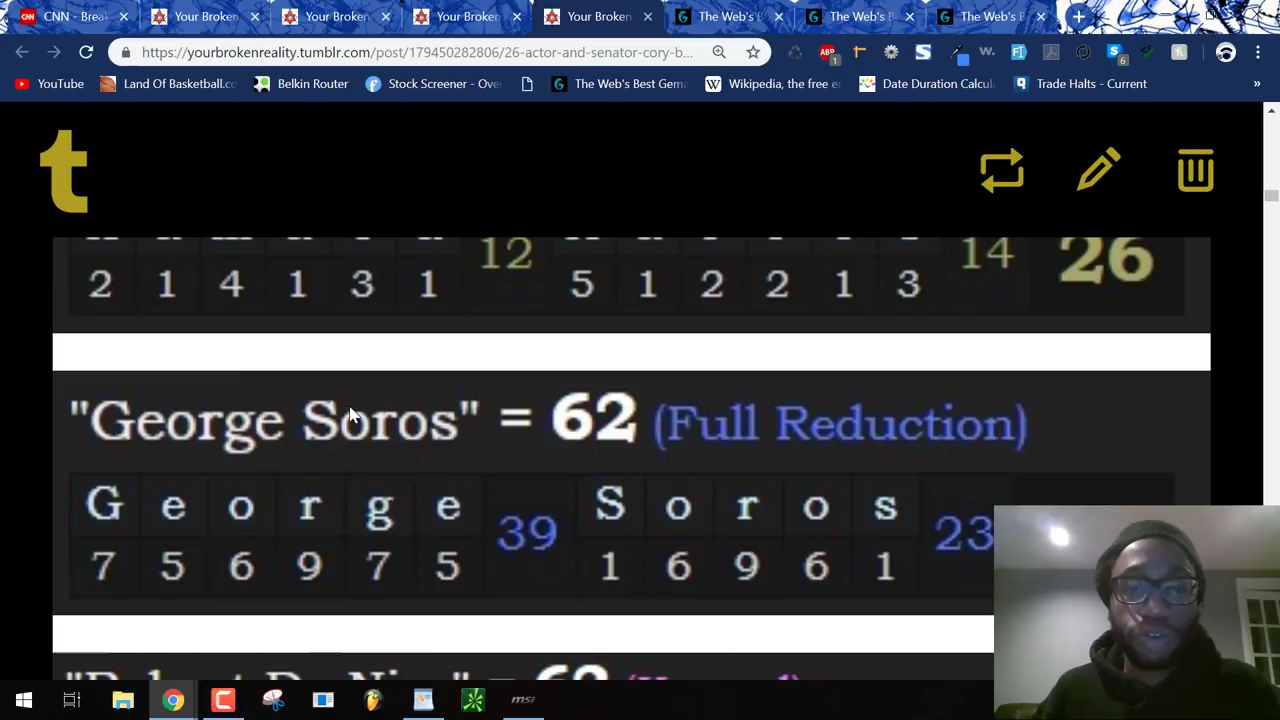 CNN - Break
Your Broken
Your Broken
Your Broken
Your Broken
The Web's B
The Web's B
The Web's B
https://yourbrokenreality.tumblr.com/post/179450282806/26-actor-and-senator-cory-b...
YouTube
Land Of Basketball.co
Belkin Router
Stock Screener - Ove
The Web's Best Gema
Wikipedia, the free e
Date Duration Calcul
Trade Halts - Current
»
t
12 14 26
2 1 4 1 3 1 5 1 2 2 1 3
"George Soros" = 62 (Full Reduction)
G e o r g e 39 S o r o s 23
7 5 6 9 7 5 1 6 9 6 1
msi